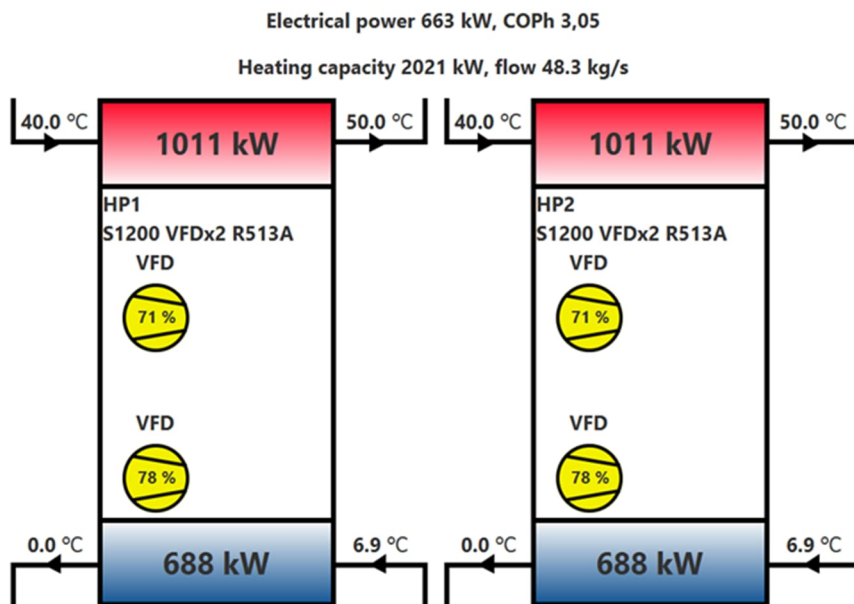 Electrical power 663 kW, COPh 3,05
Heating capacity 2021 kW, flow 48.3 kg/s
40.0 °C
1011 kW
50.0 °C
40.0 °C
1011 kW
50.0 °C
HP1
S1200 VFDx2 R513A
VFD
71 %
VFD
78 %
HP2
S1200 VFDx2 R513A
VFD
71 %
VFD
78 %
0.0 °C
688 kW
6.9 °C
0.0 °C
688 kW
6.9 °C